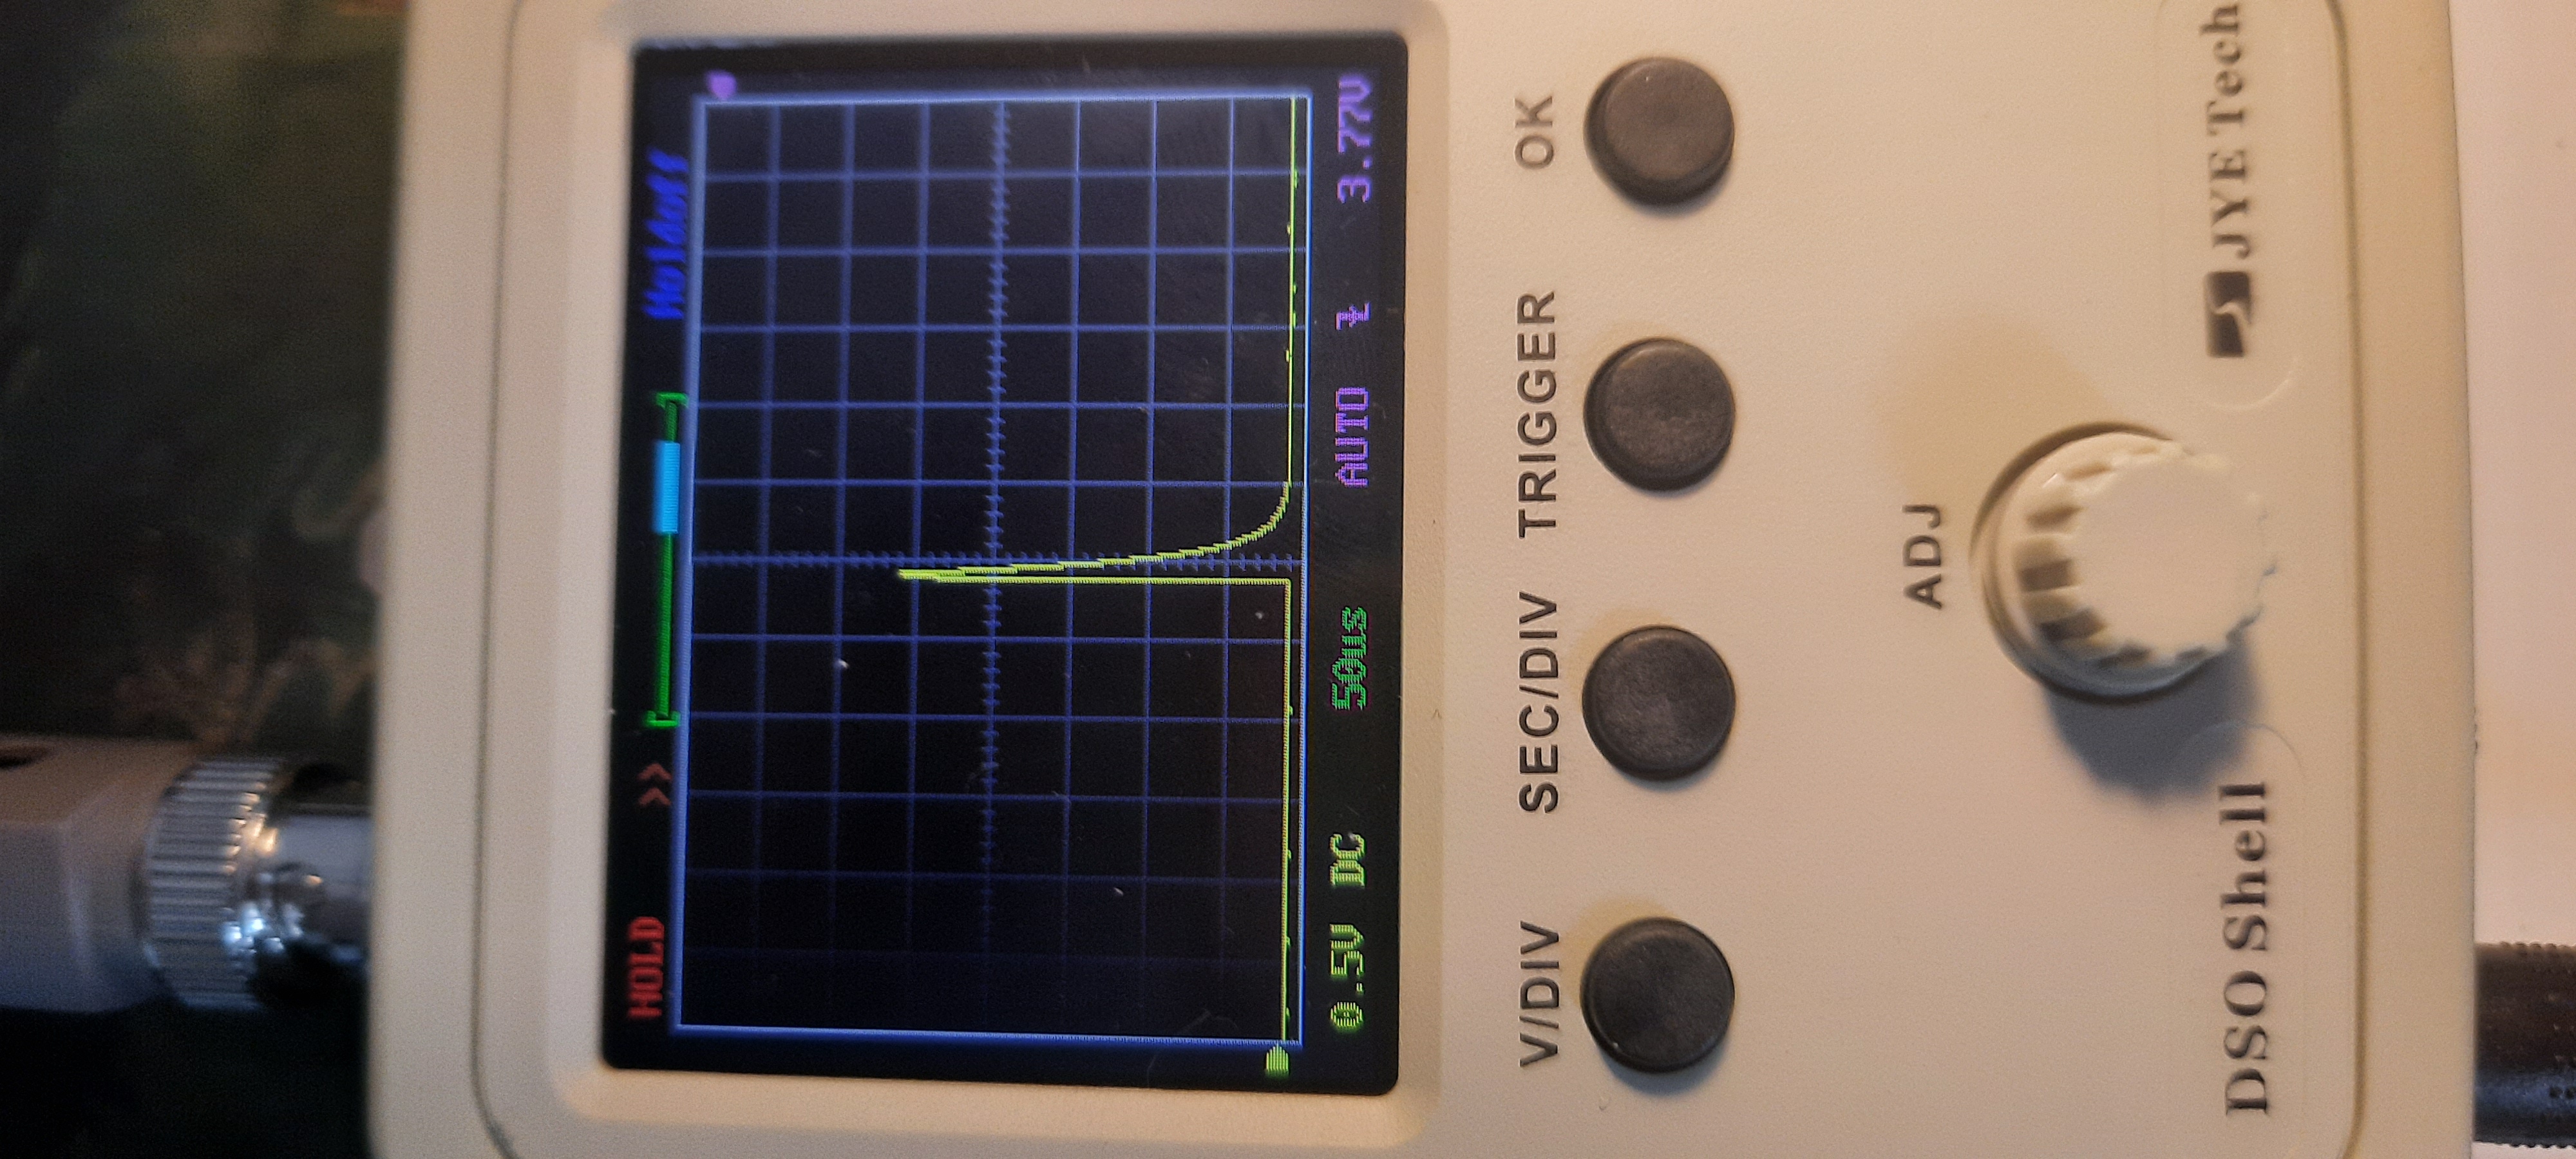 HOLD >> Holdoff
0.5V DC 50us AUTO 3.77V
V/DIV SEC/DIV TRIGGER OK
ADJ
DSO Shell JYE Tech